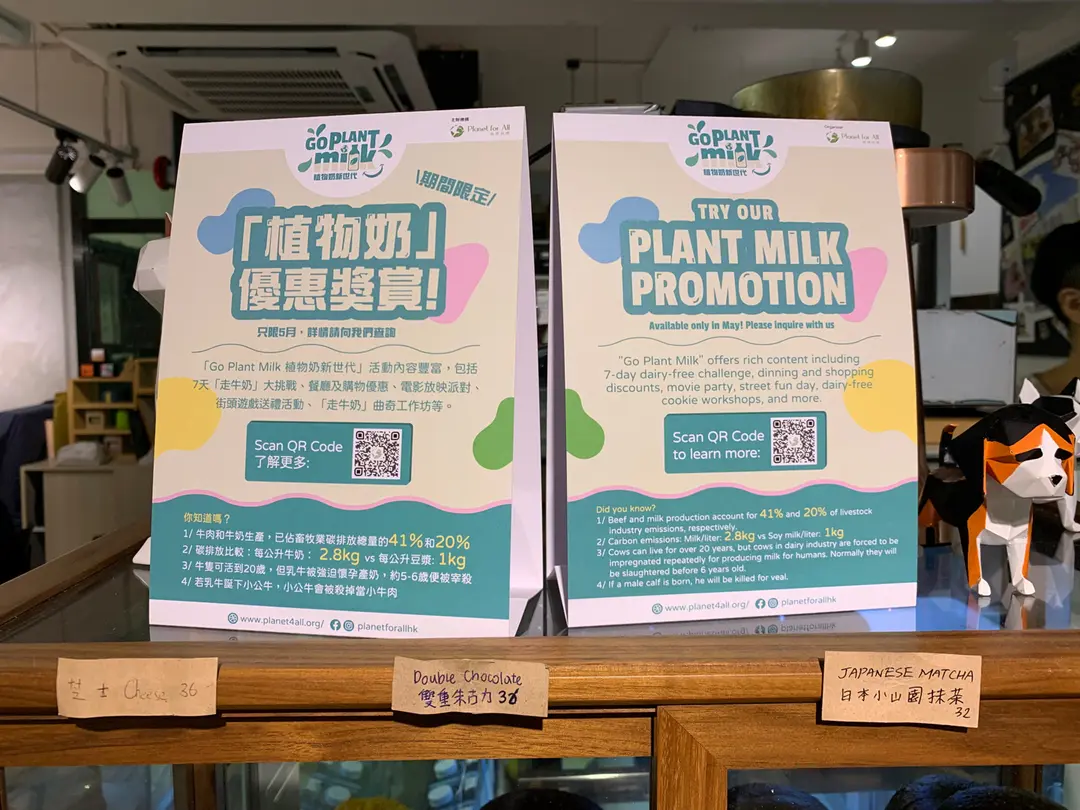 GO PLANT
milk
植物奶新世代
主辦機構
Planet for All
期間限定
「植物奶」
優惠獎賞!
只限5月，詳情請向我們查詢
「Go Plant Milk 植物奶新世代」活動內容豐富，包括
7天「走牛奶」大挑戰、餐廳及購物優惠、電影放映派對、
街頭遊戲送禮活動、「走牛奶」曲奇工作坊等。
Scan QR Code
了解更多:
你知道嗎？
1/ 牛肉和牛奶生產，已佔畜牧業碳排放總量的41% 和20%
2/ 碳排放比較：每公升牛奶： 2.8kg vs 每公升豆漿: 1kg
3/ 牛隻可活到20歲，但乳牛被強迫懷孕產奶，約5-6歲便被宰殺
4/ 若乳牛誕下小公牛，小公牛會被殺掉當小牛肉
www.planet4all.org/ planetforallhk
GO PLANT
milk
植物奶新世代
Organiser
Planet for All
TRY OUR
PLANT MILK
PROMOTION
Available only in May! Please inquire with us
"Go Plant Milk" offers rich content including
7-day dairy-free challenge, dinning and shopping
discounts, movie party, street fun day, dairy-free
cookie workshops, and more.
Scan QR Code
to learn more:
Did you know?
1/ Beef and milk production account for 41% and 20% of livestock
industry emissions, respectively.
2/ Carbon emissions: Milk/liter: 2.8kg vs Soy milk/liter: 1kg
3/ Cows can live for over 20 years, but cows in dairy industry are forced to be
impregnated repeatedly for producing milk for humans. Normally they will
be slaughtered before 6 years old.
4/ If a male calf is born, he will be killed for veal.
www.planet4all.org/ planetforallhk
芝士 Cheese 36
Double Chocolate
雙重朱古力 36
JAPANESE MATCHA
日本小山園抹茶
32